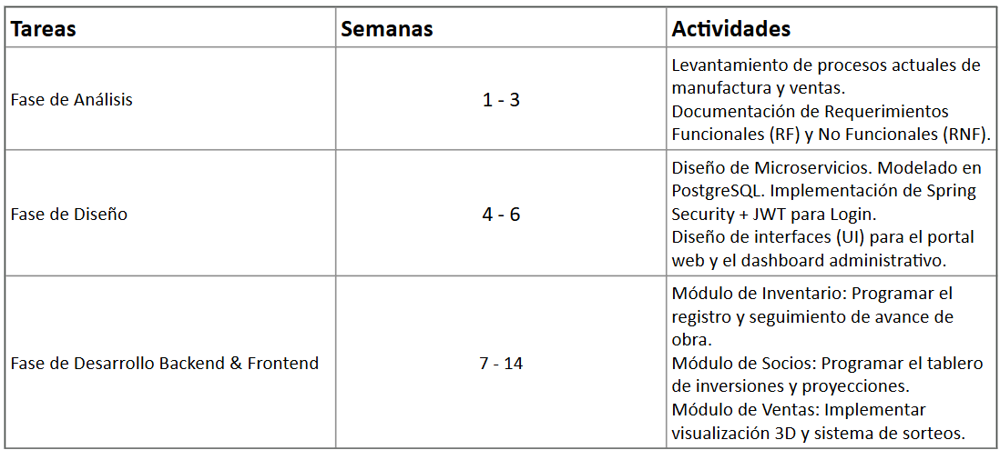 Tareas
Semanas
Actividades
Fase de Análisis
1 - 3
Levantamiento de procesos actuales de
manufactura y ventas.
Documentación de Requerimientos
Funcionales (RF) y No Funcionales (RNF).
Fase de Diseño
4 - 6
Diseño de Microservicios. Modelado en
PostgreSQL. Implementación de Spring
Security + JWT para Login.
Diseño de interfaces (UI) para el portal
web y el dashboard administrativo.
Fase de Desarrollo Backend & Frontend
7 - 14
Módulo de Inventario: Programar el
registro y seguimiento de avance de
obra.
Módulo de Socios: Programar el tablero
de inversiones y proyecciones.
Módulo de Ventas: Implementar
visualización 3D y sistema de sorteos.